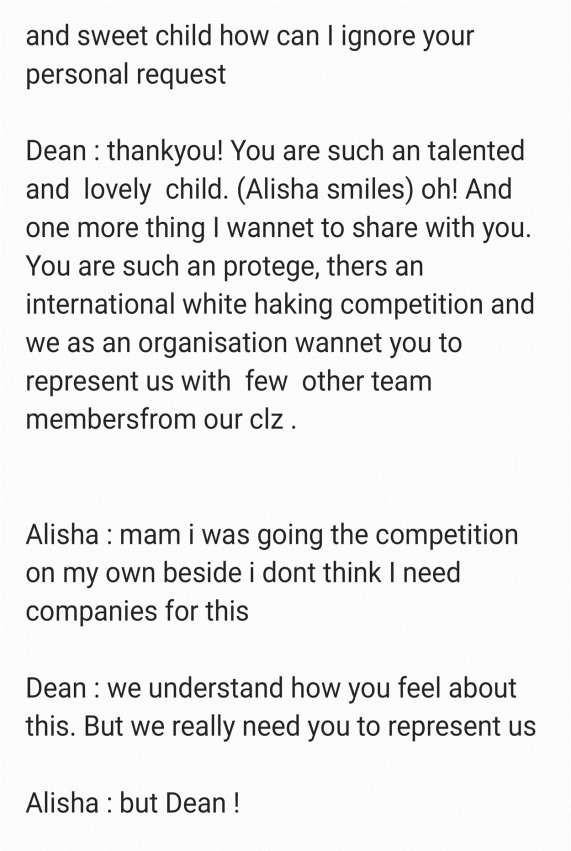 and sweet child how can I ignore your
personal request
Dean : thankyou! You are such an talented
and  lovely  child. (Alisha smiles) oh! And
one more thing I wannet to share with you.
You are such an protege, thers an
international white haking competition and
we as an organisation wannet you to
represent us with  few  other team
membersfrom our clz .
Alisha : mam i was going the competition
on my own beside i dont think I need
companies for this
Dean : we understand how you feel about
this. But we really need you to represent us
Alisha : but Dean !